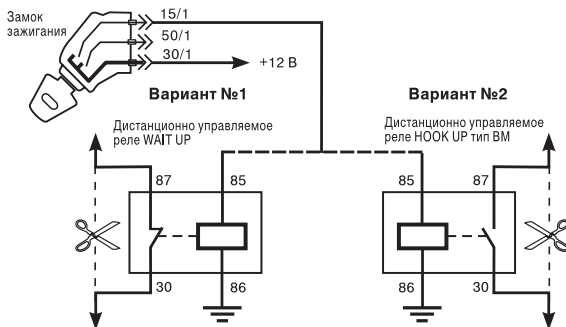 Замок
зажигания
15/1
50/1
30/1
+12 В
Вариант №1
Вариант №2
Дистанционно управляемое
реле WAIT UP
Дистанционно управляемое
реле HOOK UP тип ВМ
87
85
85
87
30
86
86
30